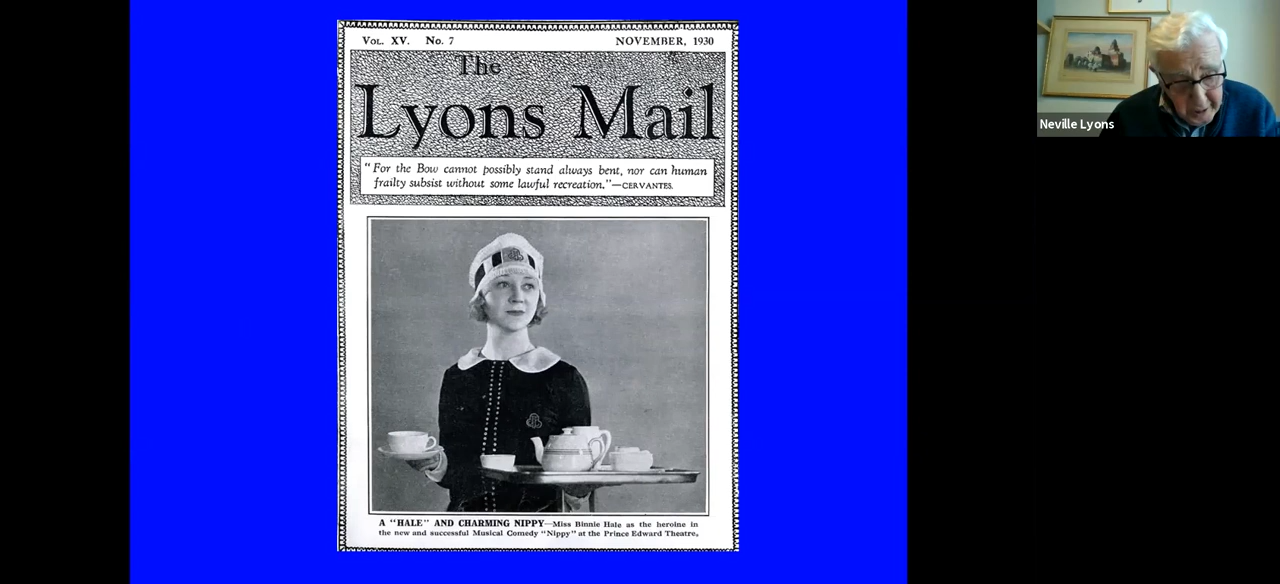 VOL. XV. No. 7 NOVEMBER, 1930
The
Lyons Mail
"For the Bow cannot possibly stand always bent, nor can human
frailty subsist without some lawful recreation."—CERVANTES.
A "HALE" AND CHARMING NIPPY—Miss Binnie Hale as the heroine in
the new and successful Musical Comedy "Nippy" at the Prince Edward Theatre.
Neville Lyons